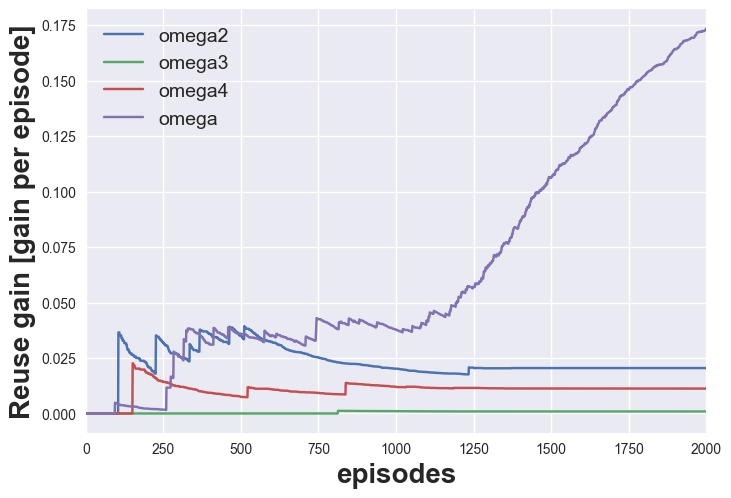 Reuse gain [gain per episode]
0.175
0.150
0.125
0.100
0.075
0.050
0.025
0.000
omega2
omega3
omega4
omega
0 250 500 750 1000 1250 1500 1750 2000
episodes